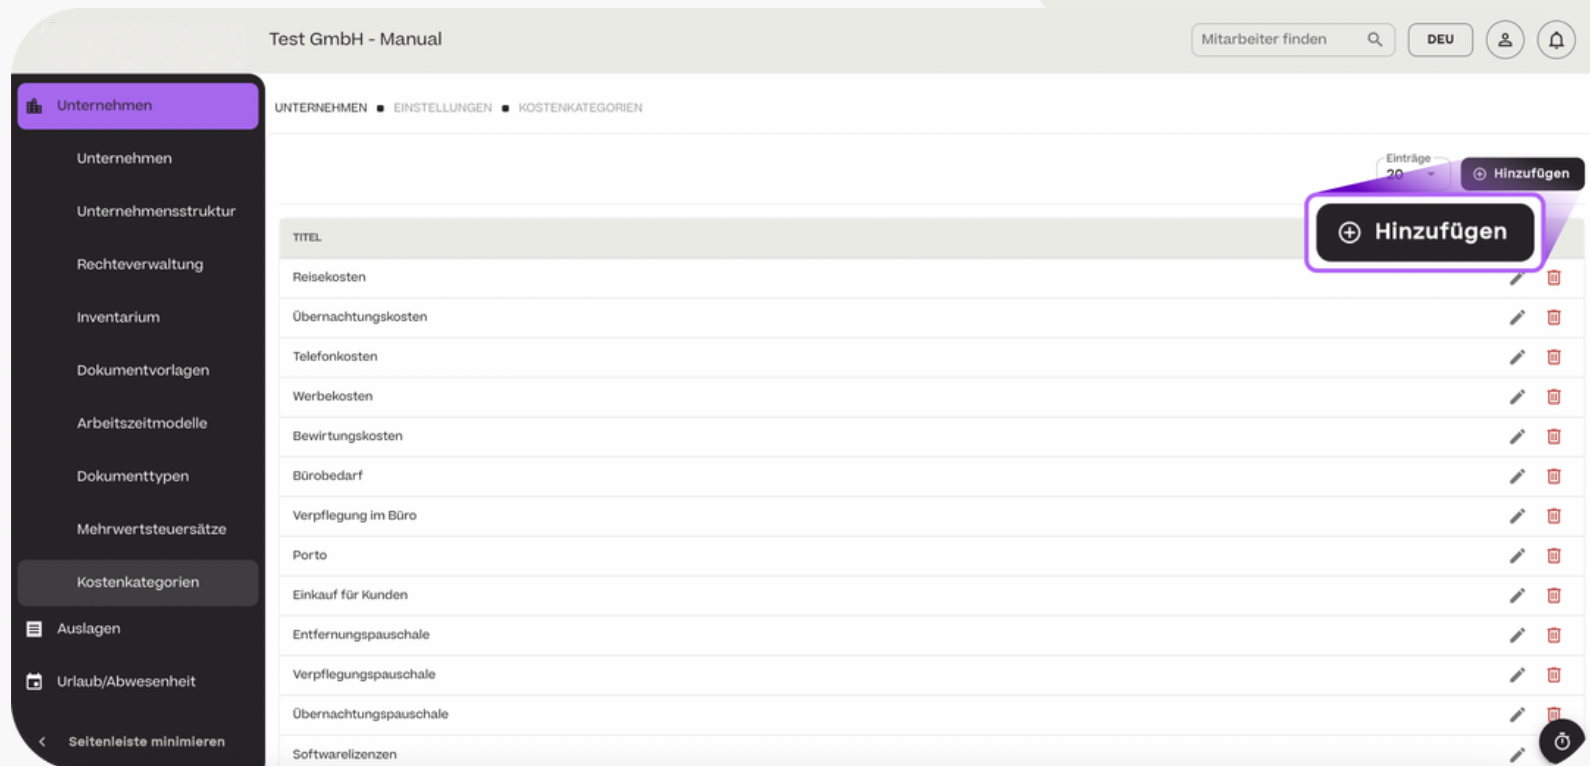 Test GmbH - Manual
Mitarbeiter finden
DEU
Unternehmen
Unternehmen
Unternehmensstruktur
Rechteverwaltung
Inventarium
Dokumentvorlagen
Arbeitszeitmodelle
Dokumenttypen
Mehrwertsteuersätze
Kostenkategorien
Auslagen
Urlaub/Abwesenheit
Seitenleiste minimieren
UNTERNEHMEN EINSTELLUNGEN KOSTENKATEGORIEN
Einträge
20
Hinzufügen
Hinzufügen
TITEL
Reisekosten
Übernachtungskosten
Telefonkosten
Werbekosten
Bewirtungskosten
Bürobedarf
Verpflegung im Büro
Porto
Einkauf für Kunden
Entfernungspauschale
Verpflegungspauschale
Übernachtungspauschale
Softwarelizenzen